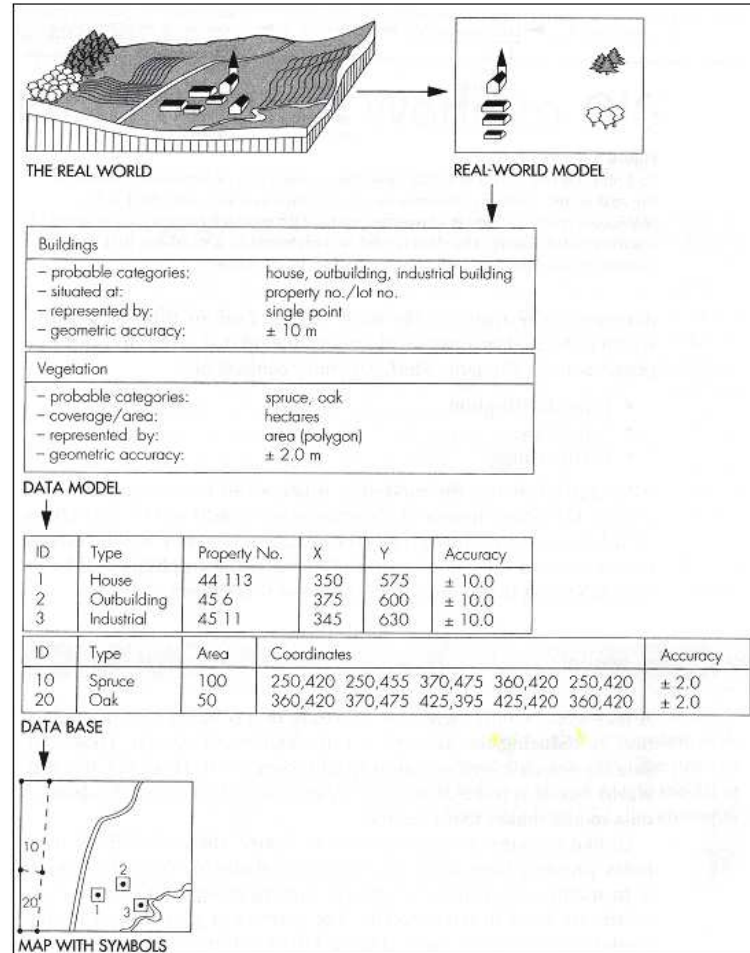 THE REAL WORLD
REAL-WORLD MODEL
Buildings
– probable categories: house, outbuilding, industrial building
– situated at: property no./lot no.
– represented by: single point
– geometric accuracy: ± 10 m
Vegetation
– probable categories: spruce, oak
– coverage/area: hectares
– represented by: area (polygon)
– geometric accuracy: ± 2.0 m
DATA MODEL
ID Type Property No. X Y Accuracy
1 House 44 113 350 575 ± 10.0
2 Outbuilding 45 6 375 600 ± 10.0
3 Industrial 45 11 345 630 ± 10.0
ID Type Area Coordinates Accuracy
10 Spruce 100 250,420 250,455 370,475 360,420 250,420 ± 2.0
20 Oak 50 360,420 370,475 425,395 425,420 360,420 ± 2.0
DATA BASE
10
2
20
1
3
MAP WITH SYMBOLS